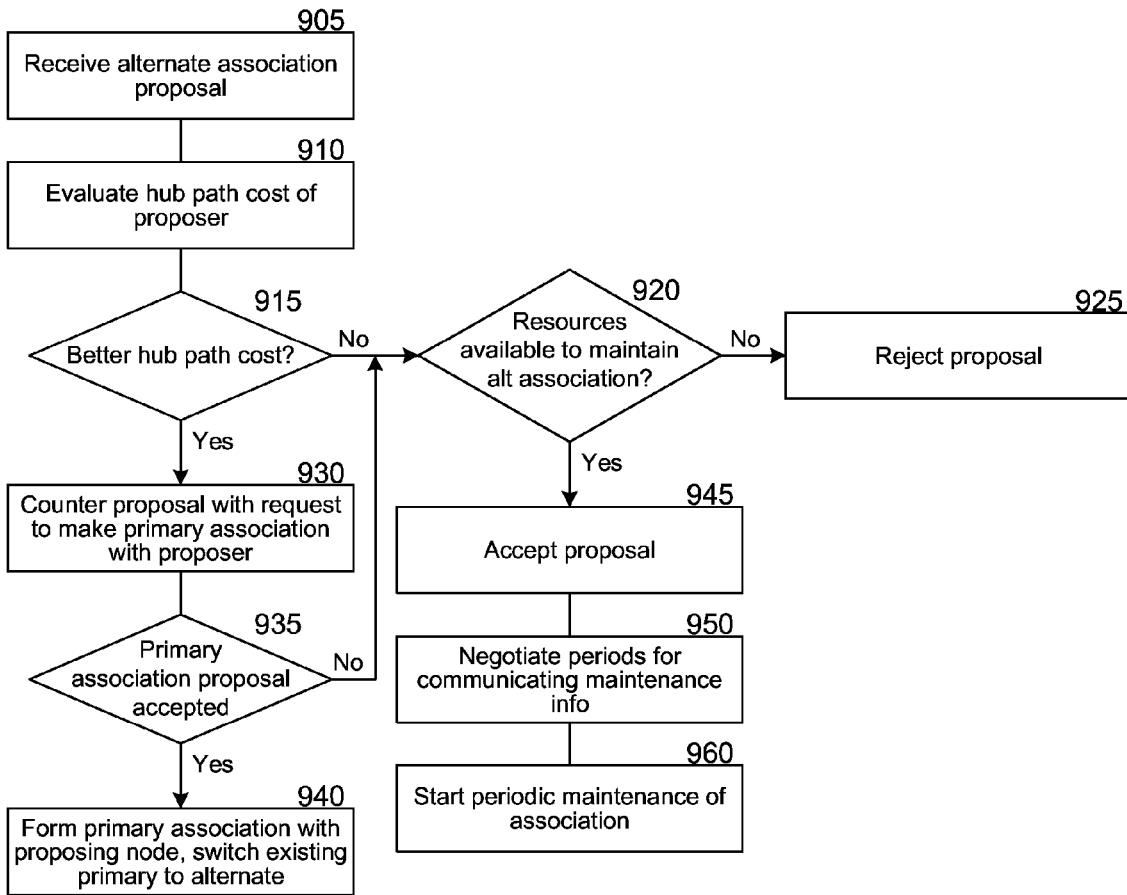 905
Receive alternate association
proposal
910
Evaluate hub path cost of
proposer
915
Better hub path cost?
No
Yes
930
Counter proposal with request
to make primary association
with proposer
935
Primary
association proposal
accepted
No
Yes
940
Form primary association with
proposing node, switch existing
primary to alternate
920
Resources
available to maintain
alt association?
No
Yes
925
Reject proposal
945
Accept proposal
950
Negotiate periods for
communicating maintenance
info
960
Start periodic maintenance of
association